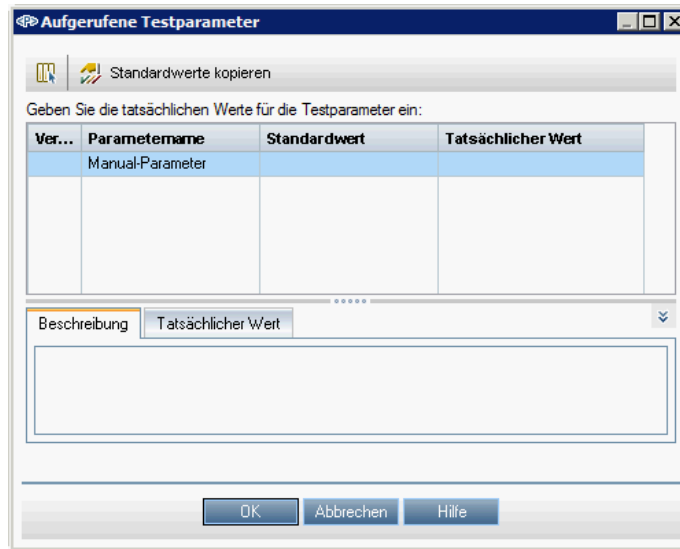 Aufgerufene Testparameter
Standardwerte kopieren
Geben Sie die tatsächlichen Werte für die Testparameter ein:
Ver... Parametername Standardwert Tatsächlicher Wert
Manual-Parameter
Beschreibung Tatsächlicher Wert
OK Abbrechen Hilfe